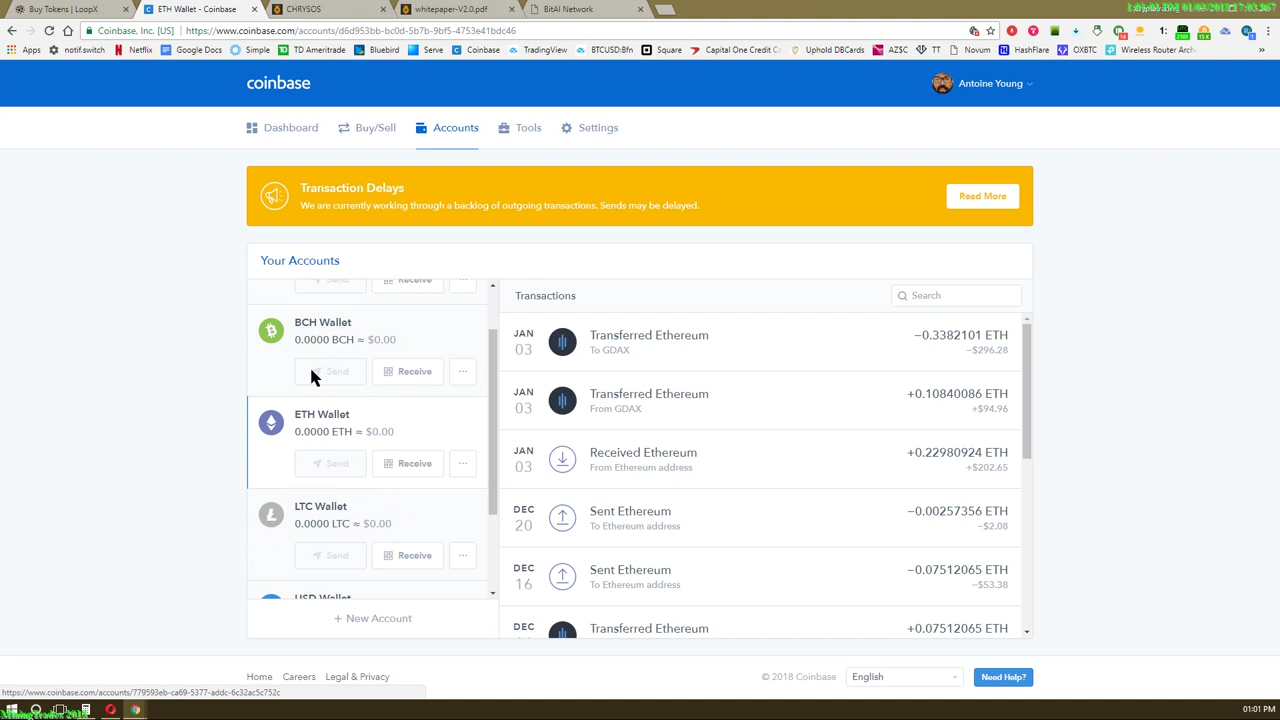 Buy Tokens | LoopX
ETH Wallet - Coinbase
CHRYSOS
whitepaper-V2.0.pdf
BitAI Network
Coinbase, Inc. [US]
https://www.coinbase.com/accounts/d6d953bb-bc0d-5b7b-9bf5-4753e41bdc46
Apps
notif.switch
Netflix
Google Docs
Simple
TD Ameritrade
Bluebird
Serve
Coinbase
TradingView
BTCUSD:Bfn
Square
Capital One Credit Ca
Uphold DBCards
AZ$C
TT
Novum
HashFlare
OXBTC
Wireless Router Arch
coinbase
Antoine Young
Dashboard
Buy/Sell
Accounts
Tools
Settings
Transaction Delays
We are currently working through a backlog of outgoing transactions. Sends may be delayed.
Read More
Your Accounts
Send
Receive
BCH Wallet
0.0000 BCH ≈ $0.00
Send
Receive
ETH Wallet
0.0000 ETH ≈ $0.00
Send
Receive
LTC Wallet
0.0000 LTC ≈ $0.00
Send
Receive
USD Wallet
+ New Account
Transactions
Search
JAN
03
Transferred Ethereum
To GDAX
−0.3382101 ETH
−$296.28
JAN
03
Transferred Ethereum
From GDAX
+0.10840086 ETH
+$94.96
JAN
03
Received Ethereum
From Ethereum address
+0.22980924 ETH
+$202.65
DEC
20
Sent Ethereum
To Ethereum address
−0.00257356 ETH
−$2.08
DEC
16
Sent Ethereum
To Ethereum address
−0.07512065 ETH
−$53.38
DEC
Transferred Ethereum
+0.07512065 ETH
Home
Careers
Legal & Privacy
© 2018 Coinbase
English
Need Help?
https://www.coinbase.com/accounts/779593eb-ca69-5377-addc-6c32ac5c752c
MiningTrades 2018
01:01 PM